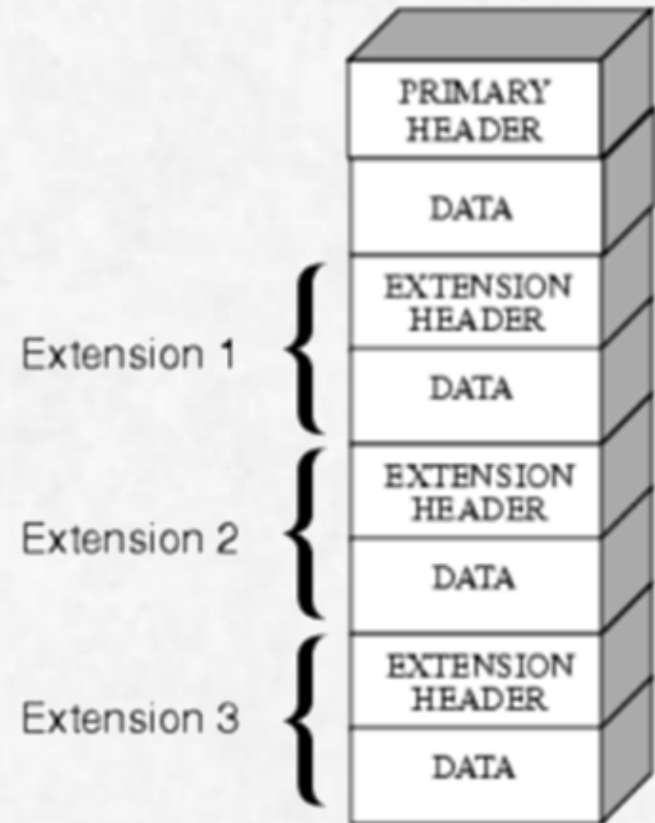 PRIMARY
HEADER
DATA
EXTENSION
HEADER
Extension 1
DATA
EXTENSION
HEADER
Extension 2
DATA
EXTENSION
HEADER
Extension 3
DATA